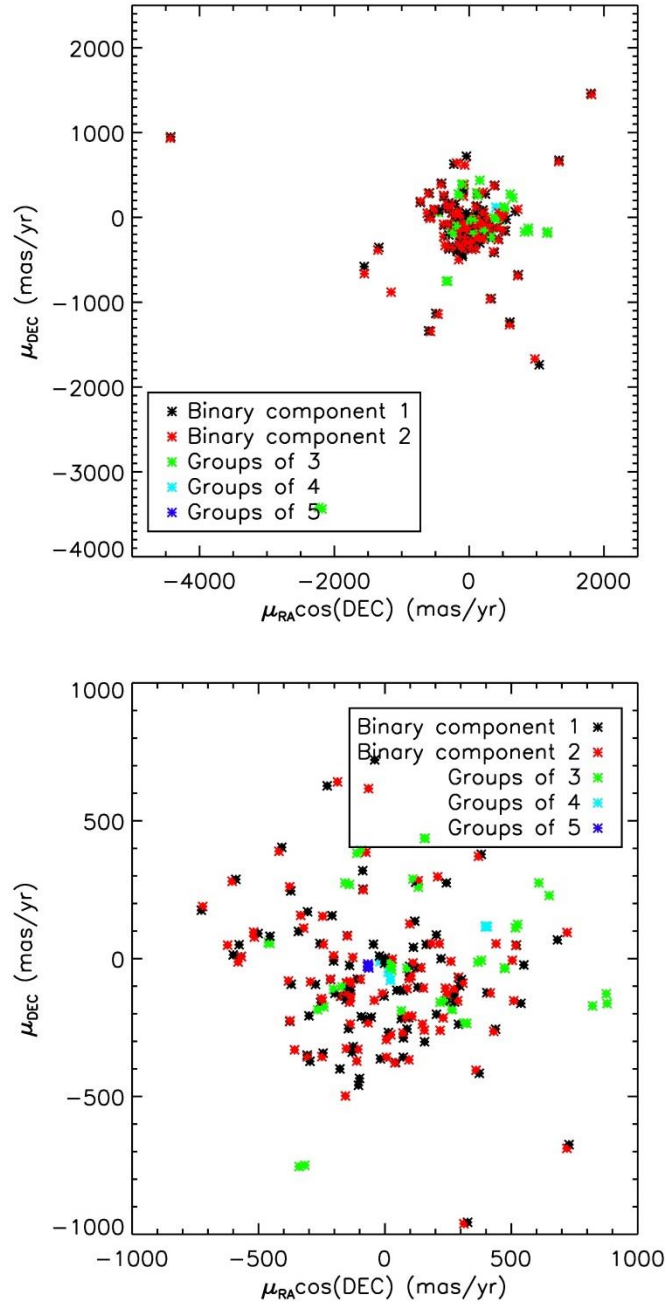 2000
1000
0
−1000
−2000
−3000
−4000
μDEC (mas/yr)
Binary component 1
Binary component 2
Groups of 3
Groups of 4
Groups of 5
−4000 −2000 0 2000
μRAcos(DEC) (mas/yr)
1000
500
0
−500
−1000
μDEC (mas/yr)
Binary component 1
Binary component 2
Groups of 3
Groups of 4
Groups of 5
−1000 −500 0 500 1000
μRAcos(DEC) (mas/yr)